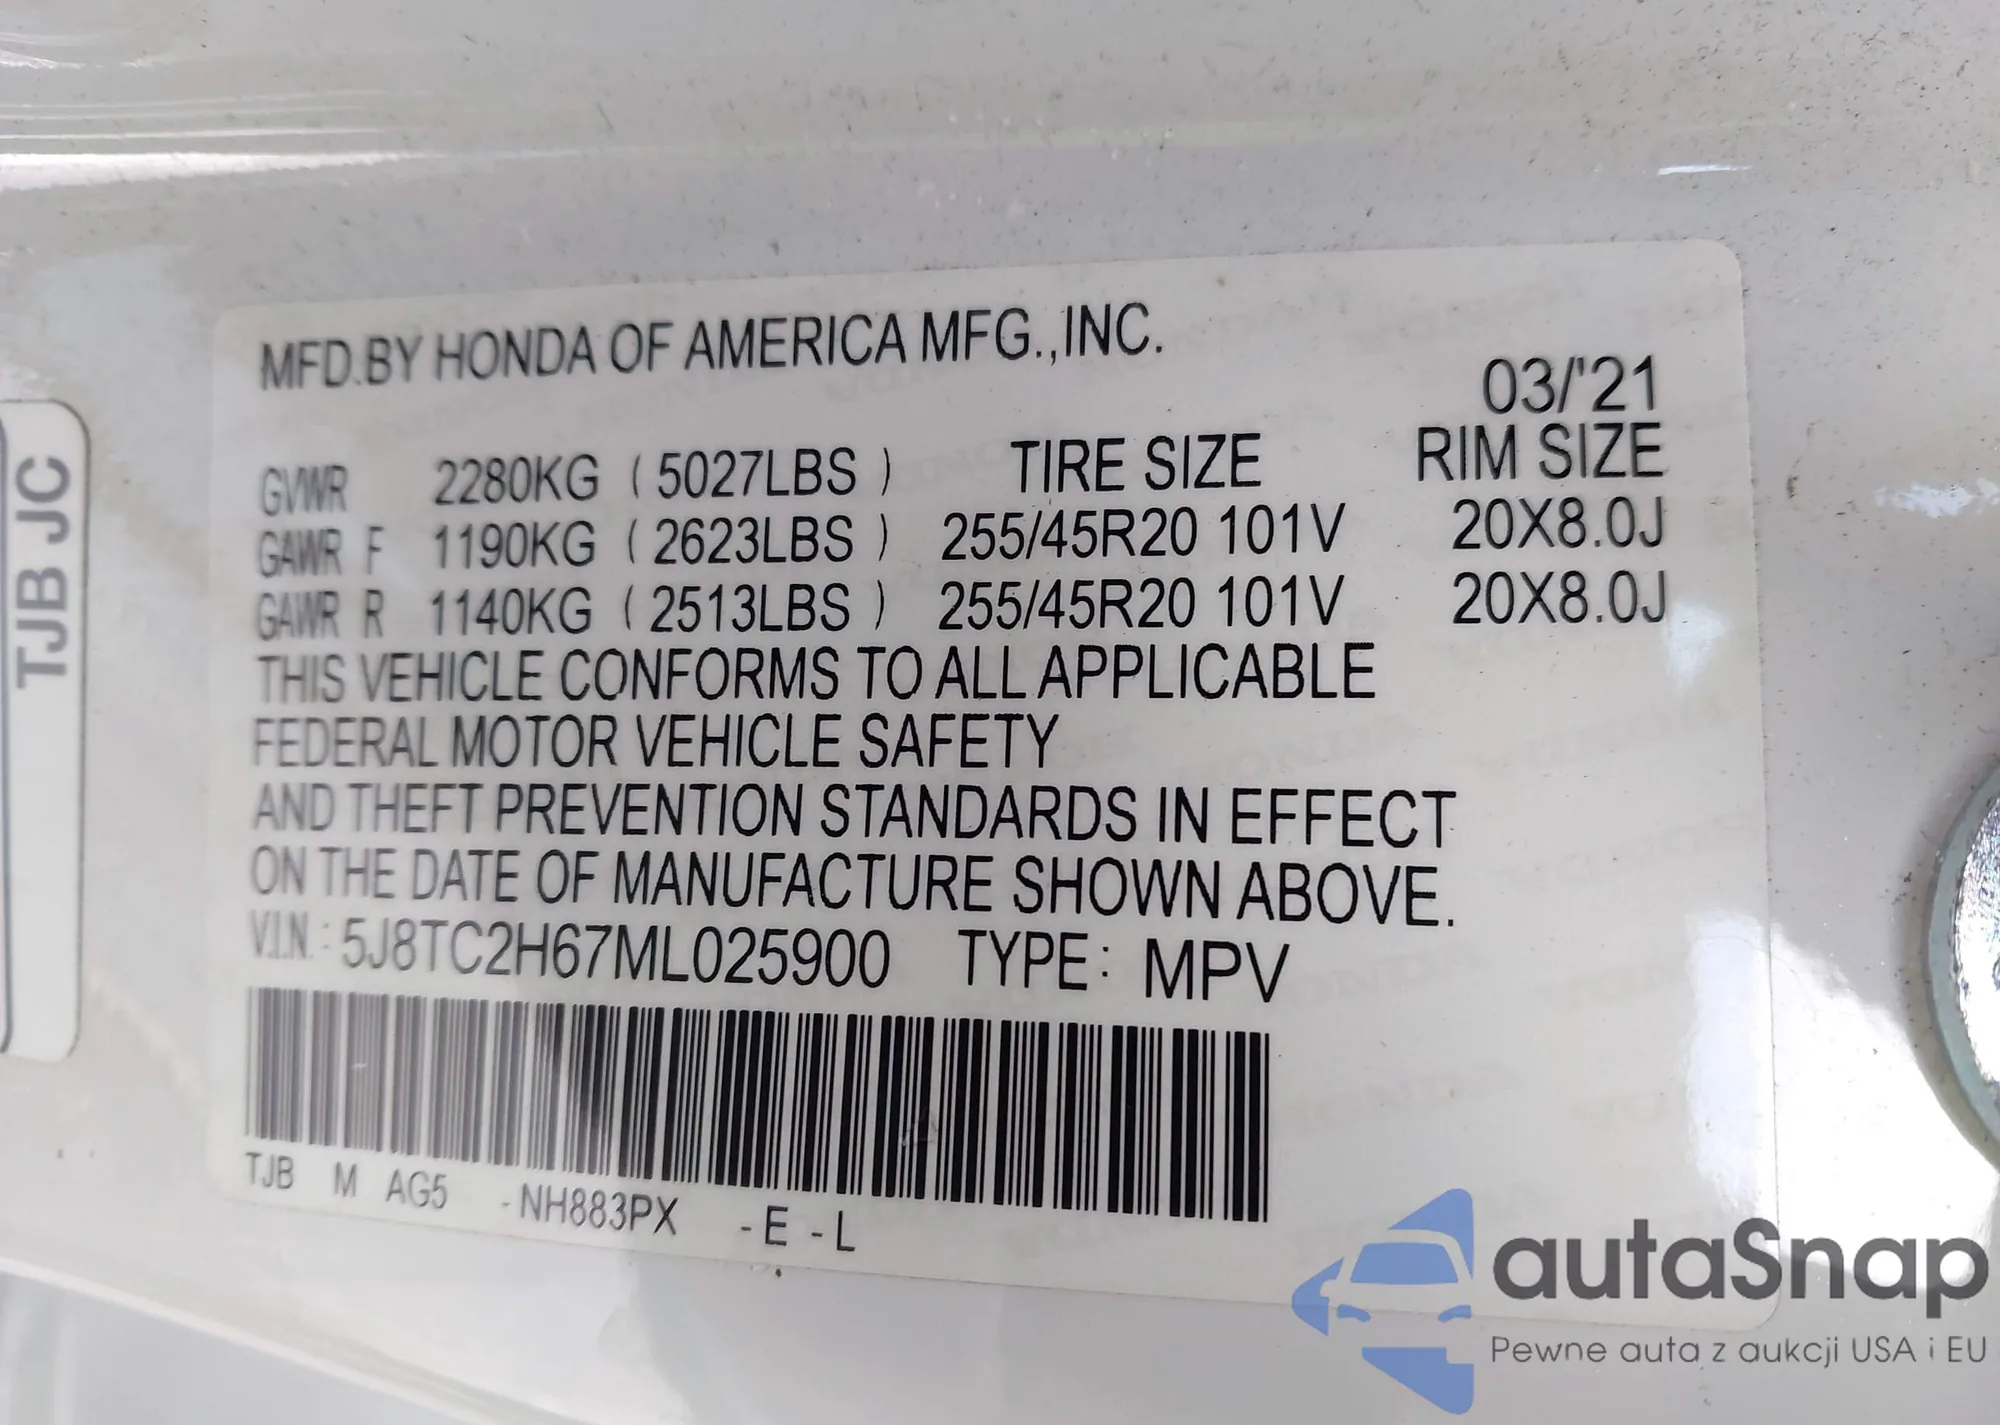 TJB JC
MFD.BY HONDA OF AMERICA MFG.,INC.
03/'21
GVWR 2280KG ( 5027LBS ) TIRE SIZE RIM SIZE
GAWR F 1190KG ( 2623LBS ) 255/45R20 101V 20X8.0J
GAWR R 1140KG ( 2513LBS ) 255/45R20 101V 20X8.0J
THIS VEHICLE CONFORMS TO ALL APPLICABLE
FEDERAL MOTOR VEHICLE SAFETY
AND THEFT PREVENTION STANDARDS IN EFFECT
ON THE DATE OF MANUFACTURE SHOWN ABOVE.
V.I.N.: 5J8TC2H67ML025900 TYPE: MPV
TJB M AG5 -NH883PX -E -L
autaSnap
Pewne auta z aukcji USA i EU